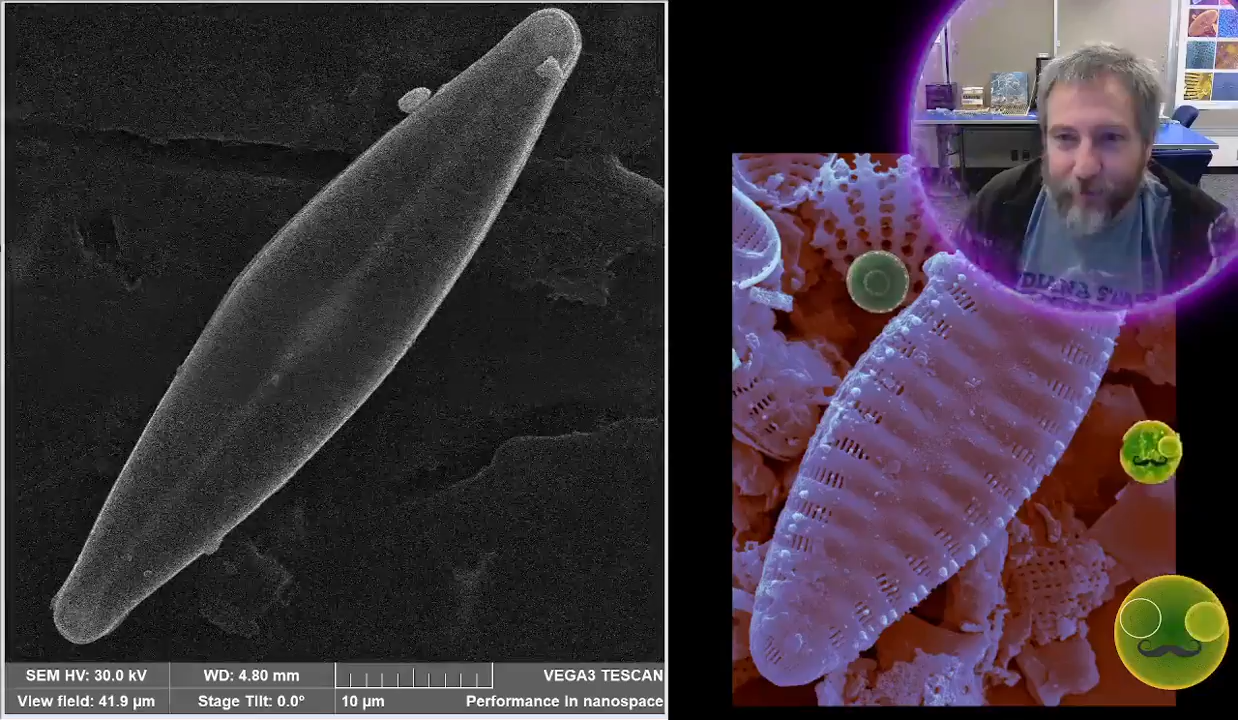 SEM HV: 30.0 kV
WD: 4.80 mm
VEGA3 TESCAN
View field: 41.9 µm
Stage Tilt: 0.0°
10 µm
Performance in nanospace